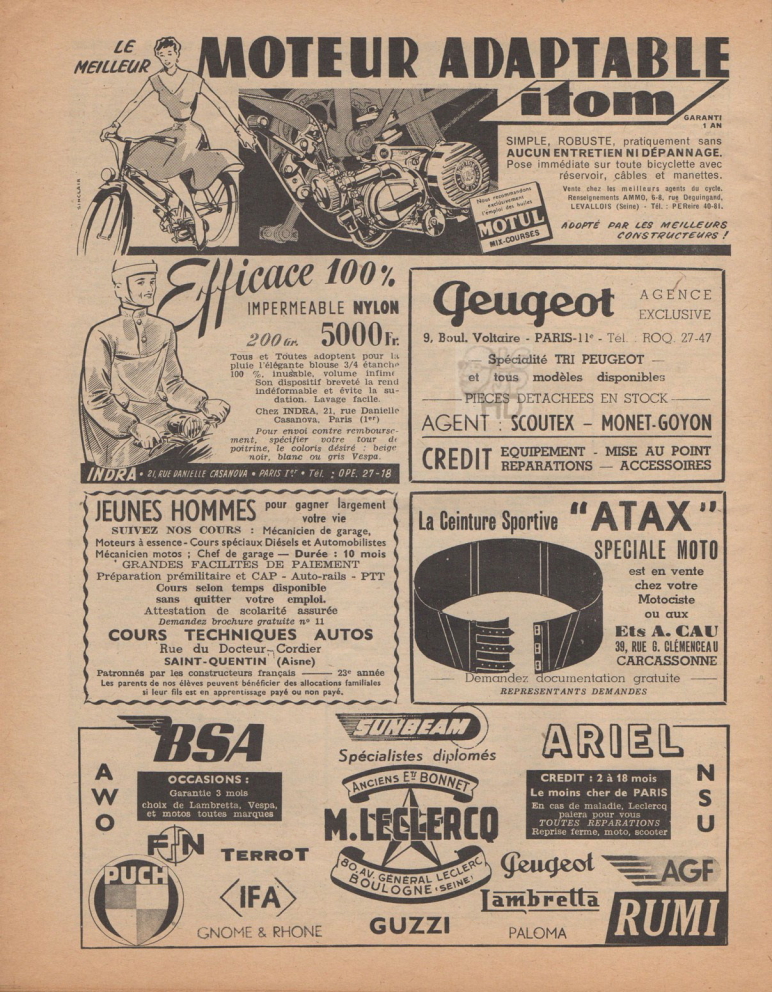 LE
MEILLEUR
MOTEUR ADAPTABLE
itom
GARANTI
1 AN
SIMPLE, ROBUSTE, pratiquement sans
AUCUN ENTRETIEN NI DÉPANNAGE.
Pose immédiate sur toute bicyclette avec
réservoir, câbles et manettes.
Vente chez les meilleurs agents du cycle.
Renseignements AMMO, 6-8, rue Deguingand,
LEVALLOIS (Seine) - Tél. : PEReire 40-81.
Nous recommandons
exclusivement
l'emploi des huiles
MOTUL
MIX-COURSES
ADOPTÉ PAR LES MEILLEURS
CONSTRUCTEURS !
SINCLAIR
Efficace 100%
IMPERMEABLE NYLON
200 Gr. 5000 Fr.
Tous et Toutes adoptent pour la
pluie l'élégante blouse 3/4 étanche
100 %, inusable, volume infime
Son dispositif breveté la rend
indéformable et évite la su-
dation. Lavage facile.
Chez INDRA, 21, rue Danielle
Casanova, Paris (1er)
Pour envoi contre rembourse-
ment, spécifier votre tour de
poitrine, le coloris désiré : beige
noir, blanc ou gris Vespa.
INDRA • 21, RUE DANIELLE CASANOVA • PARIS 1er • Tél. : OPE. 27-18
Peugeot
AGENCE
EXCLUSIVE
9, Boul. Voltaire - PARIS-11e - Tél. : ROQ. 27-47
Spécialité TRI PEUGEOT
et tous modèles disponibles
PIECES DETACHEES EN STOCK
AGENT : SCOUTEX - MONET-GOYON
CREDIT EQUIPEMENT - MISE AU POINT
REPARATIONS — ACCESSOIRES
JEUNES HOMMES pour gagner largement
votre vie
SUIVEZ NOS COURS : Mécanicien de garage,
Moteurs à essence - Cours spéciaux Diésels et Automobilistes
Mécanicien motos ; Chef de garage — Durée : 10 mois
GRANDES FACILITÉS DE PAIEMENT
Préparation prémilitaire et CAP - Auto-rails - PTT
Cours selon temps disponible
sans quitter votre emploi.
Attestation de scolarité assurée
Demandez brochure gratuite n° 11
COURS TECHNIQUES AUTOS
Rue du Docteur-Cordier
SAINT-QUENTIN (Aisne)
Patronnés par les constructeurs français —— 23e année
Les parents de nos élèves peuvent bénéficier des allocations familiales
si leur fils est en apprentissage payé ou non payé.
La Ceinture Sportive "ATAX"
SPECIALE MOTO
est en vente
chez votre
Motociste
ou aux
Ets A. CAU
39, RUE G. CLÉMENCEAU
CARCASSONNE
Demandez documentation gratuite
REPRESENTANTS DEMANDES
BSA
SUNBEAM
ARIEL
Spécialistes diplomés
AWO
OCCASIONS :
Garantie 3 mois
choix de Lambretta, Vespa,
et motos toutes marques
ANCIENS Ets BONNET
M. LECLERCQ
80, AV. GÉNÉRAL LECLERC
BOULOGNE (SEINE)
CREDIT : 2 à 18 mois
Le moins cher de PARIS
En cas de maladie, Leclercq
paiera pour vous
TOUTES REPARATIONS
Reprise ferme, moto, scooter
NSU
FN
TERROT
PUCH
IFA
GNOME & RHONE
GUZZI
Peugeot
AGF
Lambretta
PALOMA
RUMI